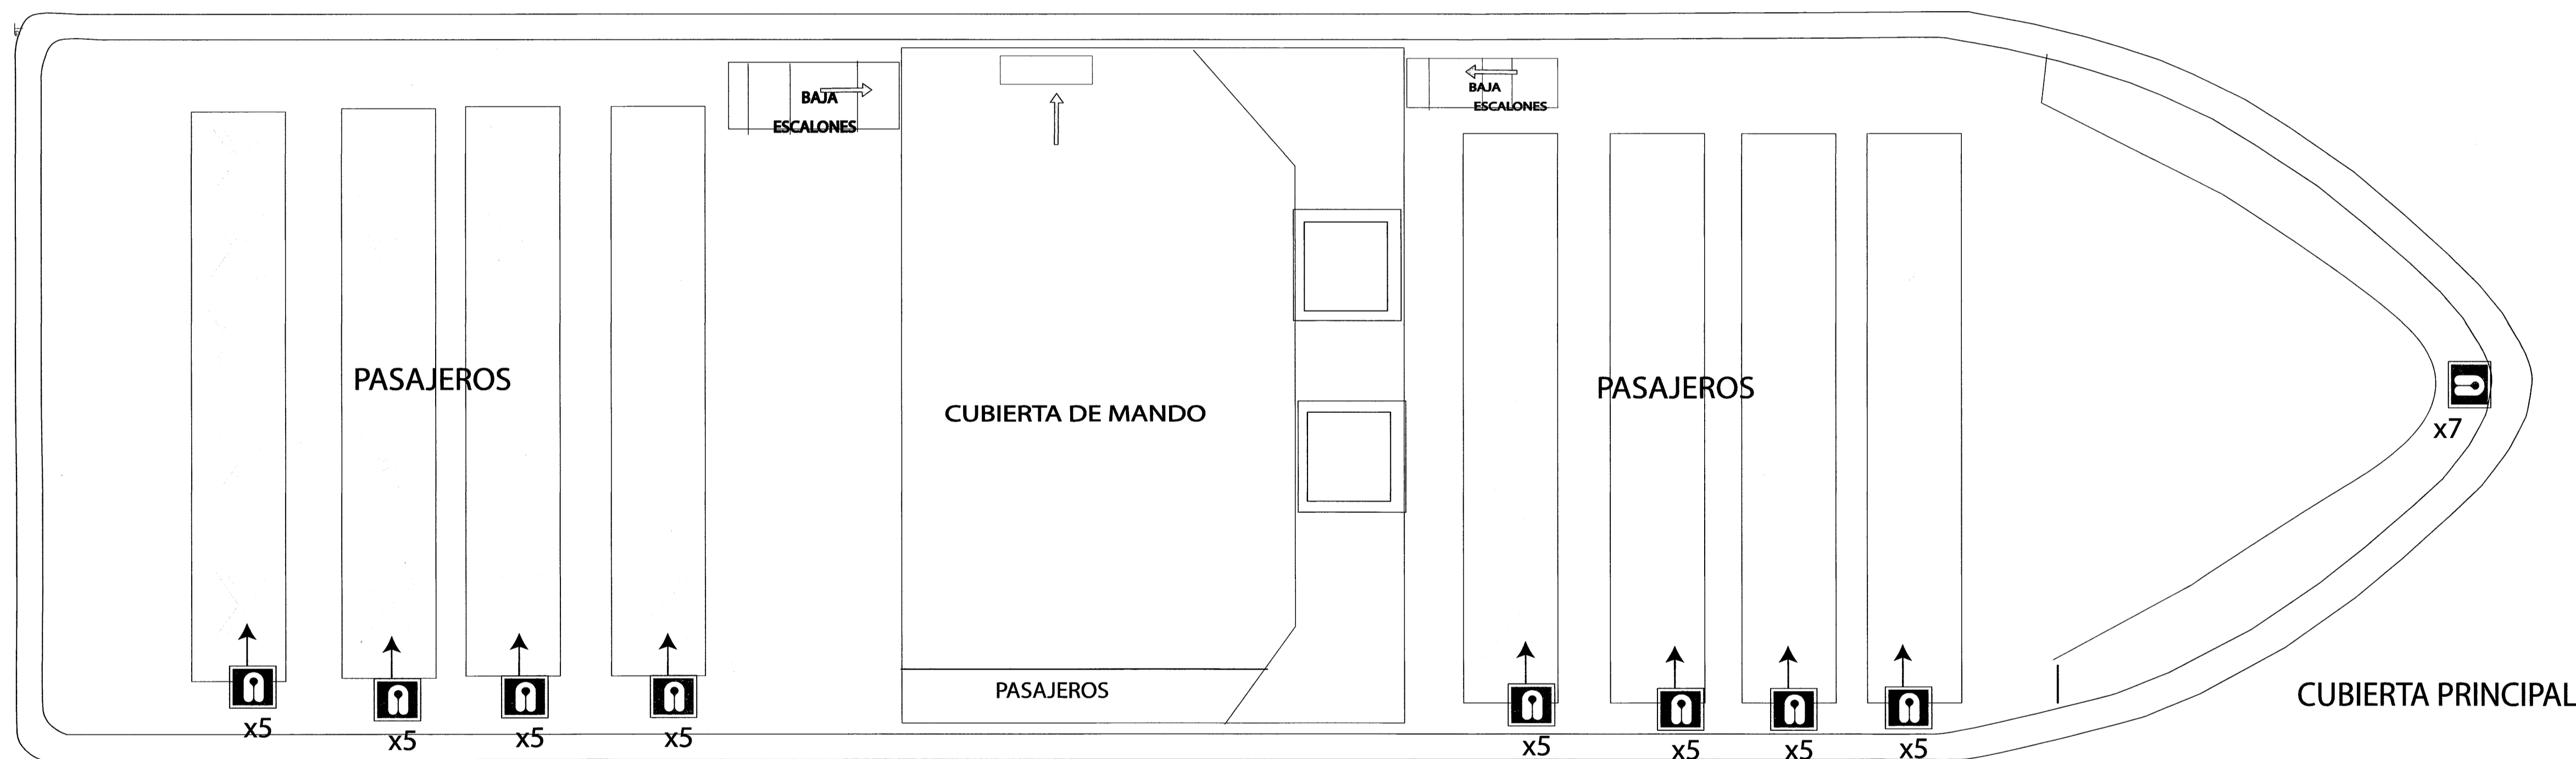 BAJA
ESCALONES
BAJA
ESCALONES
PASAJEROS
PASAJEROS
CUBIERTA DE MANDO
x7
PASAJEROS
CUBIERTA PRINCIPAL
x5
x5
x5
x5
x5
x5
x5
x5